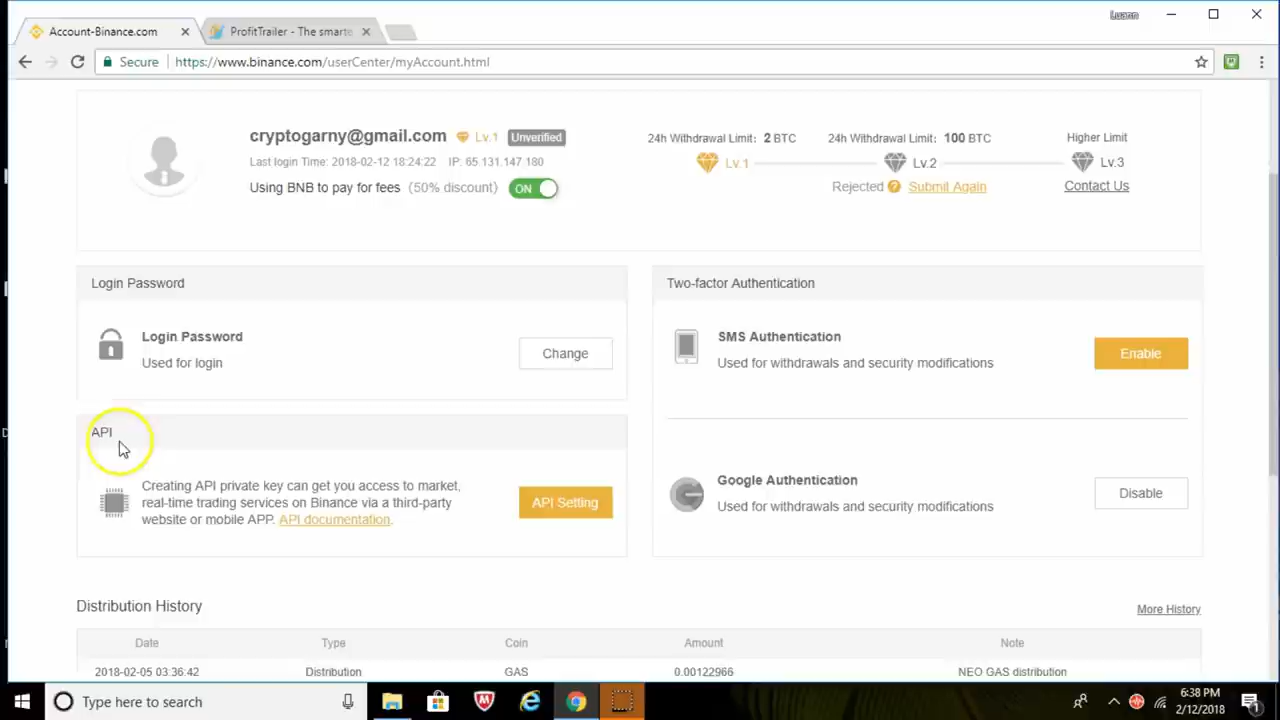 Luann
Account-Binance.com
ProfitTrailer - The smarte
Secure
https://www.binance.com/userCenter/myAccount.html
cryptogarny@gmail.com Lv.1 Unverified
Last login Time: 2018-02-12 18:24:22 IP: 65.131.147.180
Using BNB to pay for fees (50% discount) ON
24h Withdrawal Limit: 2 BTC
24h Withdrawal Limit: 100 BTC
Higher Limit
Lv.1
Lv.2
Lv.3
Rejected ? Submit Again
Contact Us
Login Password
Login Password
Used for login
Change
Two-factor Authentication
SMS Authentication
Used for withdrawals and security modifications
Enable
API
Creating API private key can get you access to market,
real-time trading services on Binance via a third-party
website or mobile APP. API documentation.
API Setting
Google Authentication
Used for withdrawals and security modifications
Disable
Distribution History
More History
Date Type Coin Amount Note
2018-02-05 03:36:42 Distribution GAS 0.00122966 NEO GAS distribution
Type here to search
6:38 PM
2/12/2018
1